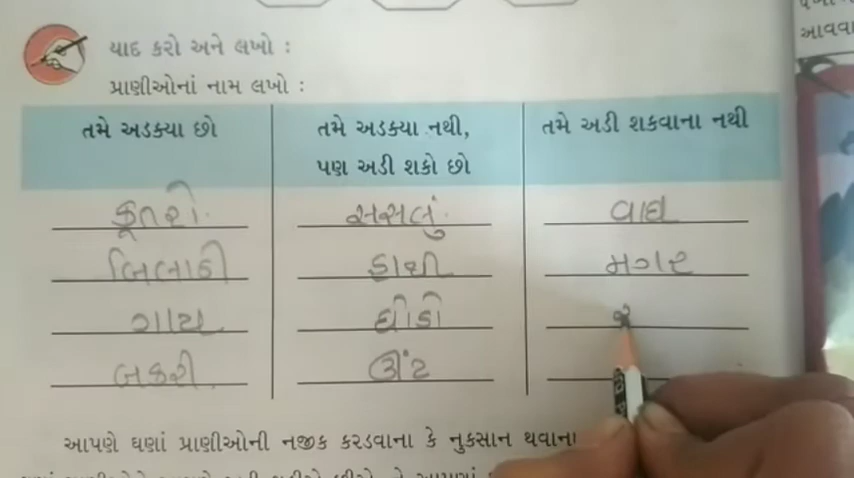 યાદ કરો અને લખો :
પ્રાણીઓનાં નામ લખો :
તમે અડક્યા છો
તમે અડક્યા નથી,
પણ અડી શકો છો
તમે અડી શકવાના નથી
કૂતરો સસલું વાઘ
બિલાડી હાથી મગર
ગાય ઘોડો
બકરી ઊંટ
આપણે ઘણાં પ્રાણીઓની નજીક કરડવાના કે નુકસાન થવાના
આવવા